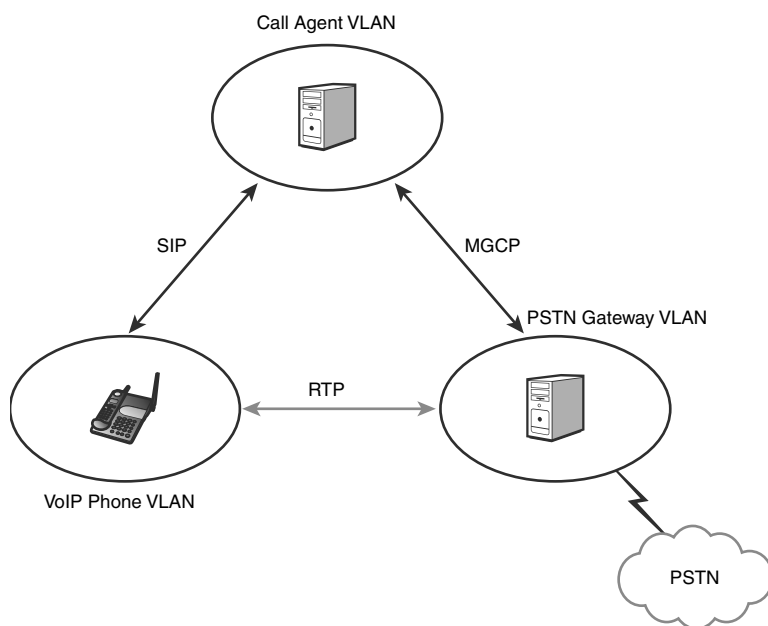 Call Agent VLAN
SIP
MGCP
PSTN Gateway VLAN
RTP
VoIP Phone VLAN
PSTN